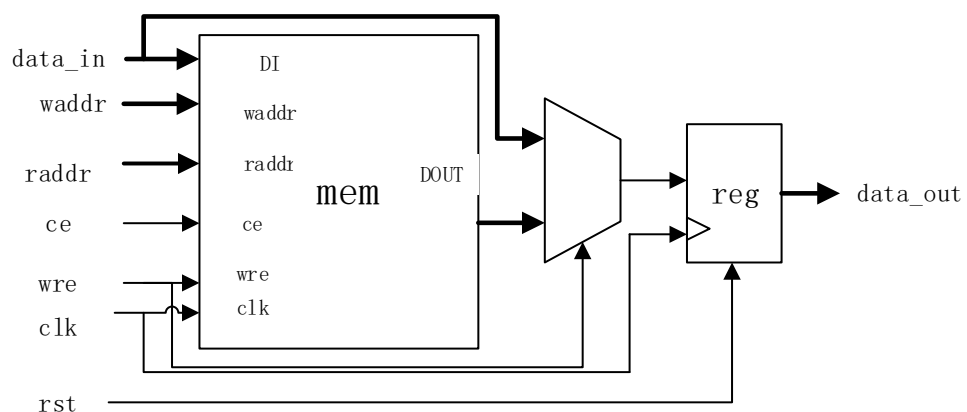 data_in
DI
waddr
waddr
raddr
raddr
DOUT
mem
reg
data_out
ce
ce
wre
wre
clk
clk
rst